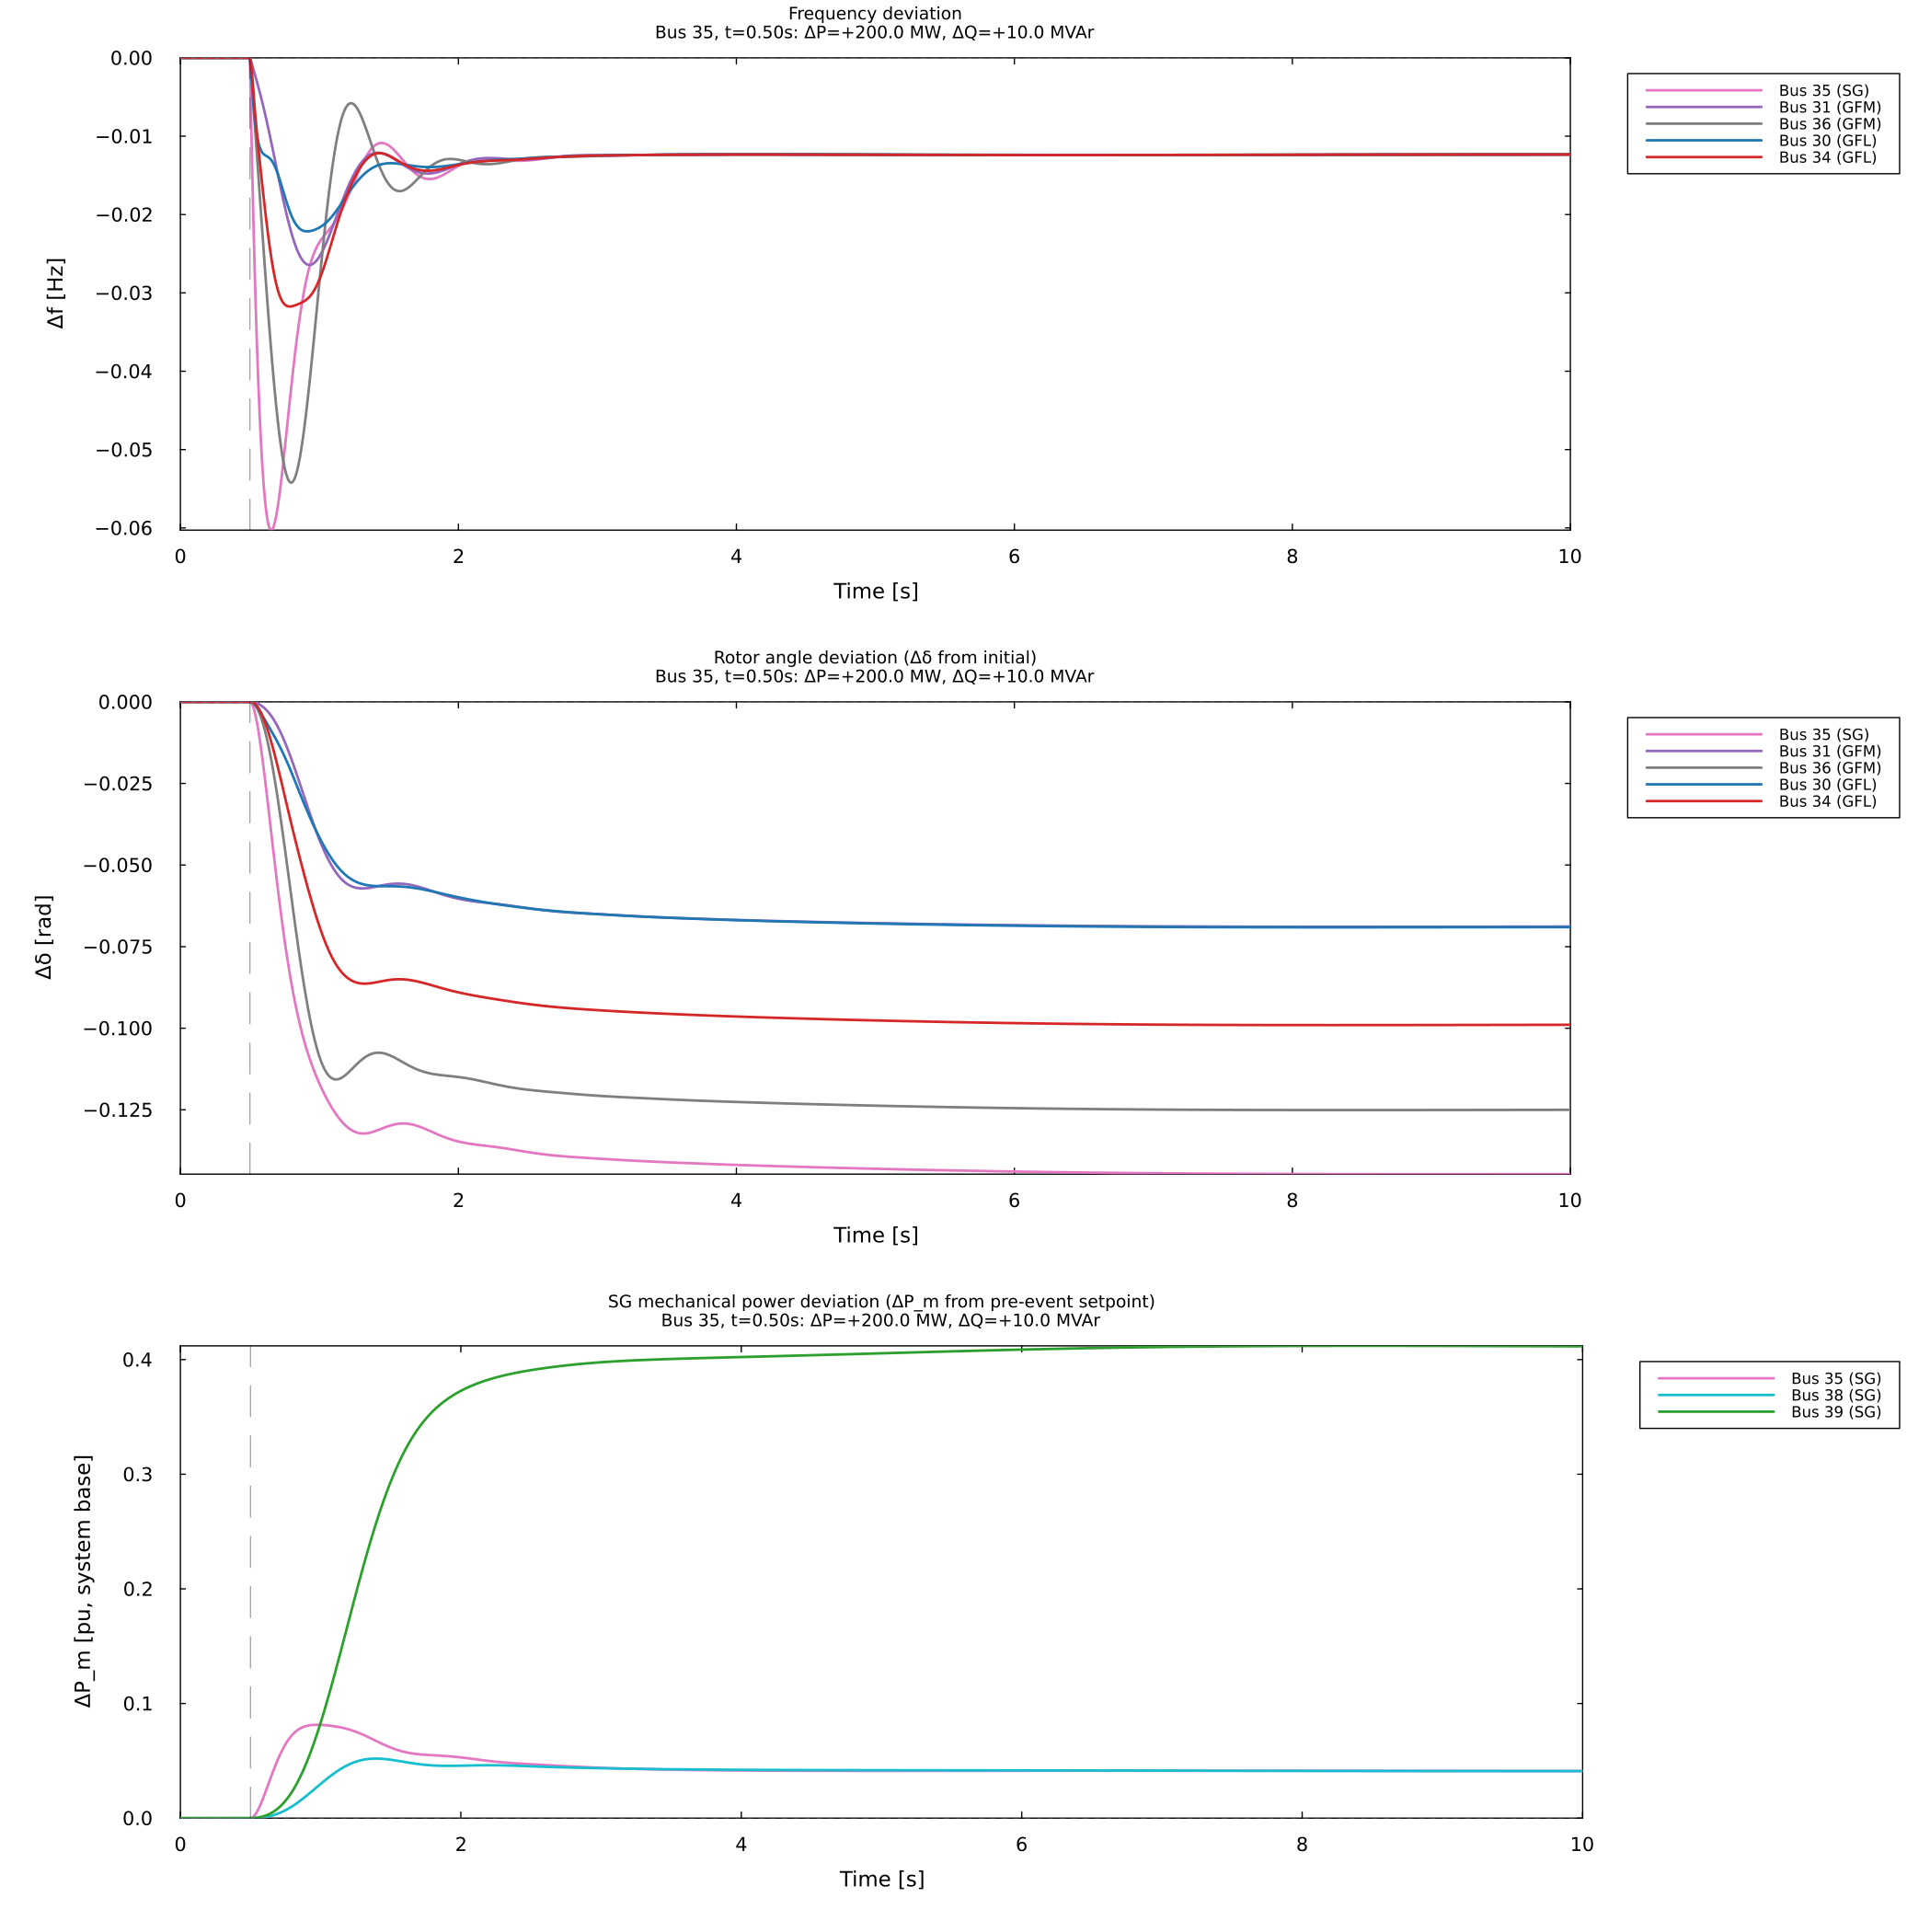 Frequency deviation
Bus 35, t=0.50s: ΔP=+200.0 MW, ΔQ=+10.0 MVAr
0.00
−0.01
−0.02
−0.03
−0.04
−0.05
−0.06
Δf [Hz]
0 2 4 6 8 10
Time [s]
Bus 35 (SG)
Bus 31 (GFM)
Bus 36 (GFM)
Bus 30 (GFL)
Bus 34 (GFL)
Rotor angle deviation (Δδ from initial)
Bus 35, t=0.50s: ΔP=+200.0 MW, ΔQ=+10.0 MVAr
0.000
−0.025
−0.050
−0.075
−0.100
−0.125
Δδ [rad]
0 2 4 6 8 10
Time [s]
Bus 35 (SG)
Bus 31 (GFM)
Bus 36 (GFM)
Bus 30 (GFL)
Bus 34 (GFL)
SG mechanical power deviation (ΔP_m from pre-event setpoint)
Bus 35, t=0.50s: ΔP=+200.0 MW, ΔQ=+10.0 MVAr
0.4
0.3
0.2
0.1
0.0
ΔP_m [pu, system base]
0 2 4 6 8 10
Time [s]
Bus 35 (SG)
Bus 38 (SG)
Bus 39 (SG)